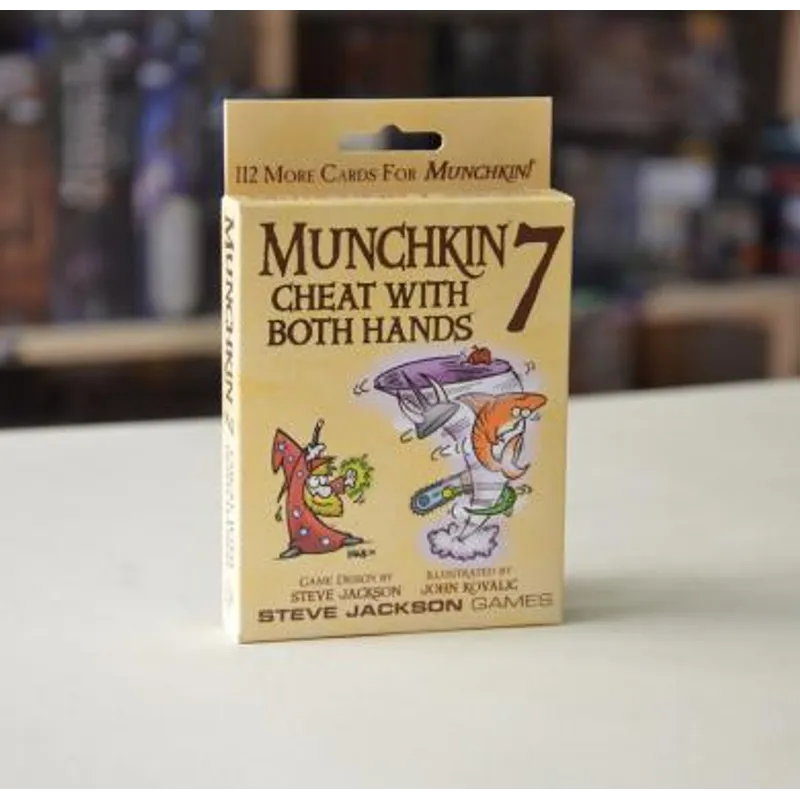 112 More Cards For Munchkin!
Munchkin 7
Cheat With
Both Hands
Game Design by
Steve Jackson
Illustrated by
John Kovalic
STEVE JACKSON GAMES
Munchkin 7